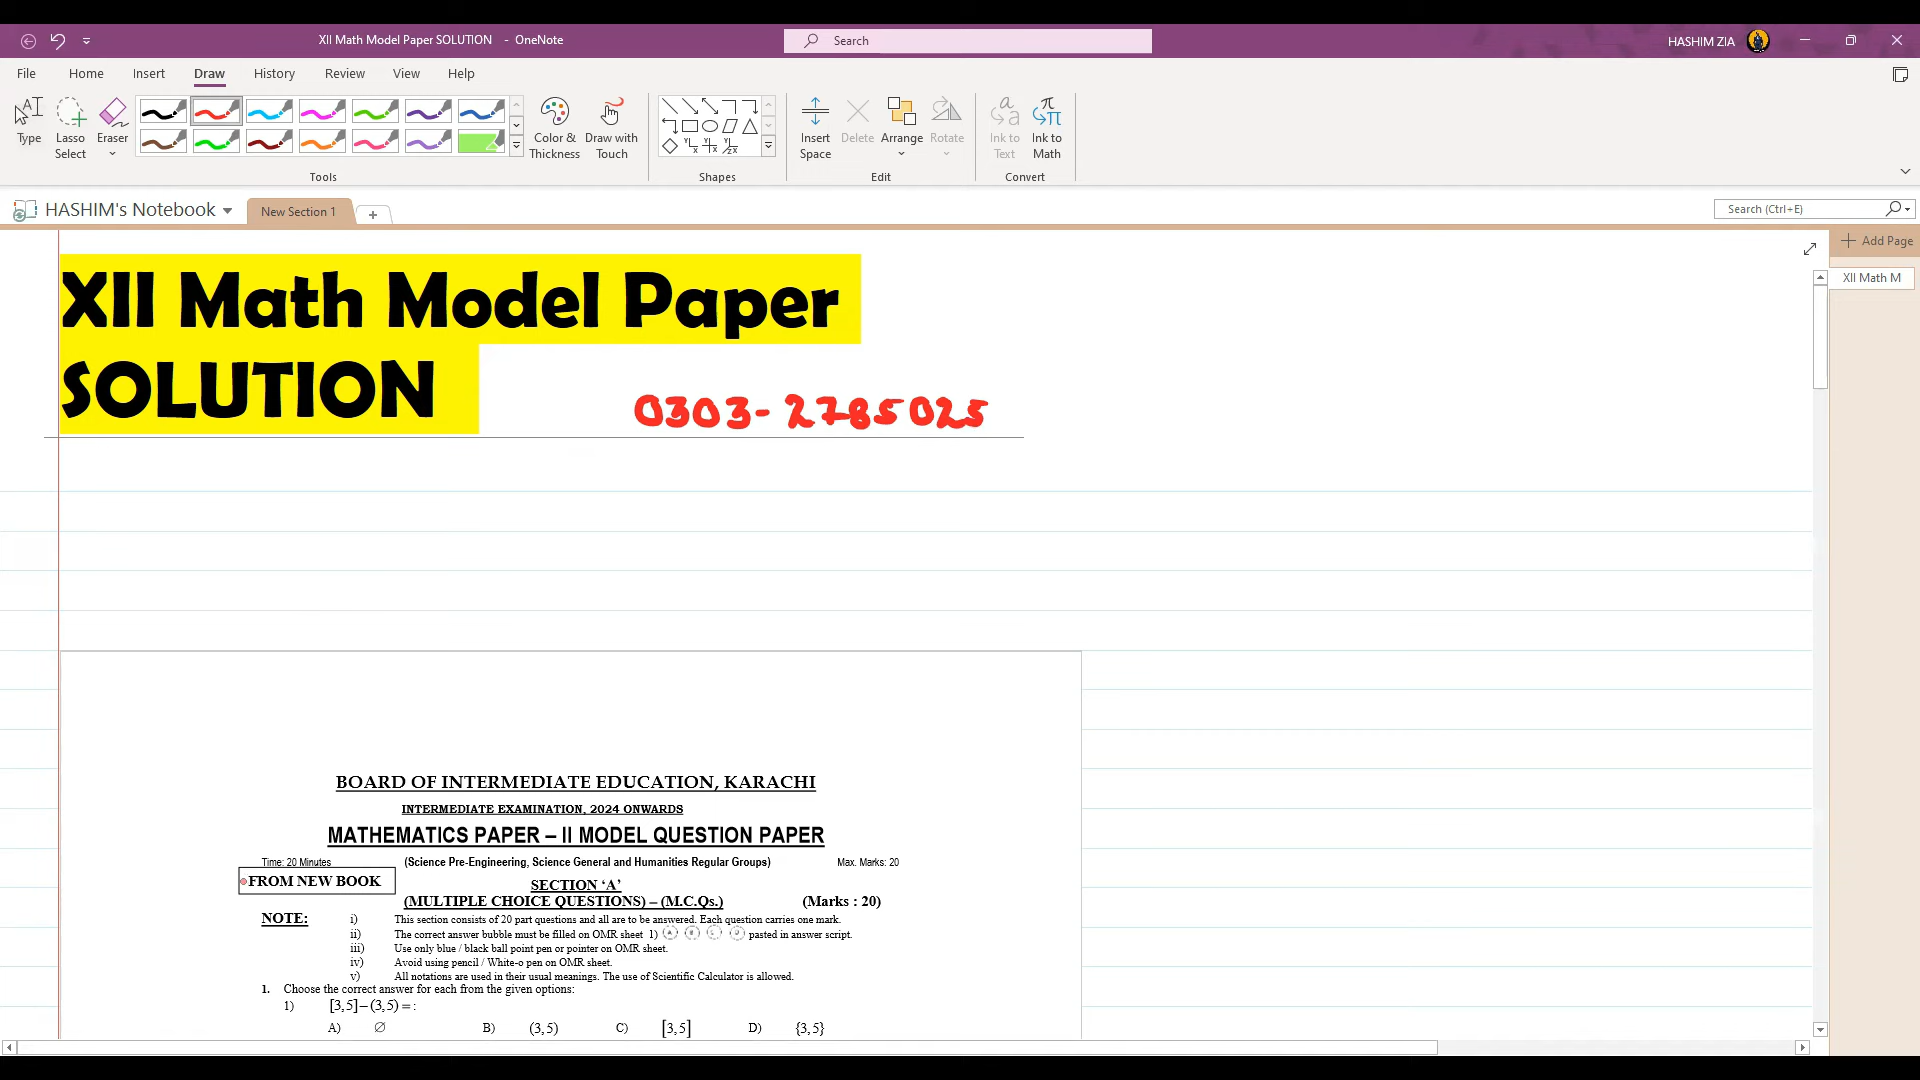 XII Math Model Paper SOLUTION - OneNote
Search
HASHIM ZIA
File Home Insert Draw History Review View Help
Type
Lasso Select
Eraser
Color & Thickness
Draw with Touch
Insert Space
Delete
Arrange
Rotate
Ink to Text
Ink to Math
Tools Shapes Edit Convert
HASHIM's Notebook
New Section 1
Search (Ctrl+E)
Add Page
XII Math M
XII Math Model Paper
SOLUTION
0303-2785025
BOARD OF INTERMEDIATE EDUCATION, KARACHI
INTERMEDIATE EXAMINATION, 2024 ONWARDS
MATHEMATICS PAPER – II MODEL QUESTION PAPER
Time: 20 Minutes (Science Pre-Engineering, Science General and Humanities Regular Groups) Max. Marks: 20
FROM NEW BOOK
SECTION ‘A’
(MULTIPLE CHOICE QUESTIONS) – (M.C.Qs.) (Marks : 20)
NOTE: i) This section consists of 20 part questions and all are to be answered. Each question carries one mark.
ii) The correct answer bubble must be filled on OMR sheet 1) A B C D pasted in answer script.
iii) Use only blue / black ball point pen or pointer on OMR sheet.
iv) Avoid using pencil / White-o pen on OMR sheet.
v) All notations are used in their usual meanings. The use of Scientific Calculator is allowed.
1. Choose the correct answer for each from the given options:
1) [3,5]–(3,5)=:
A) ∅ B) (3,5) C) [3,5] D) {3,5}